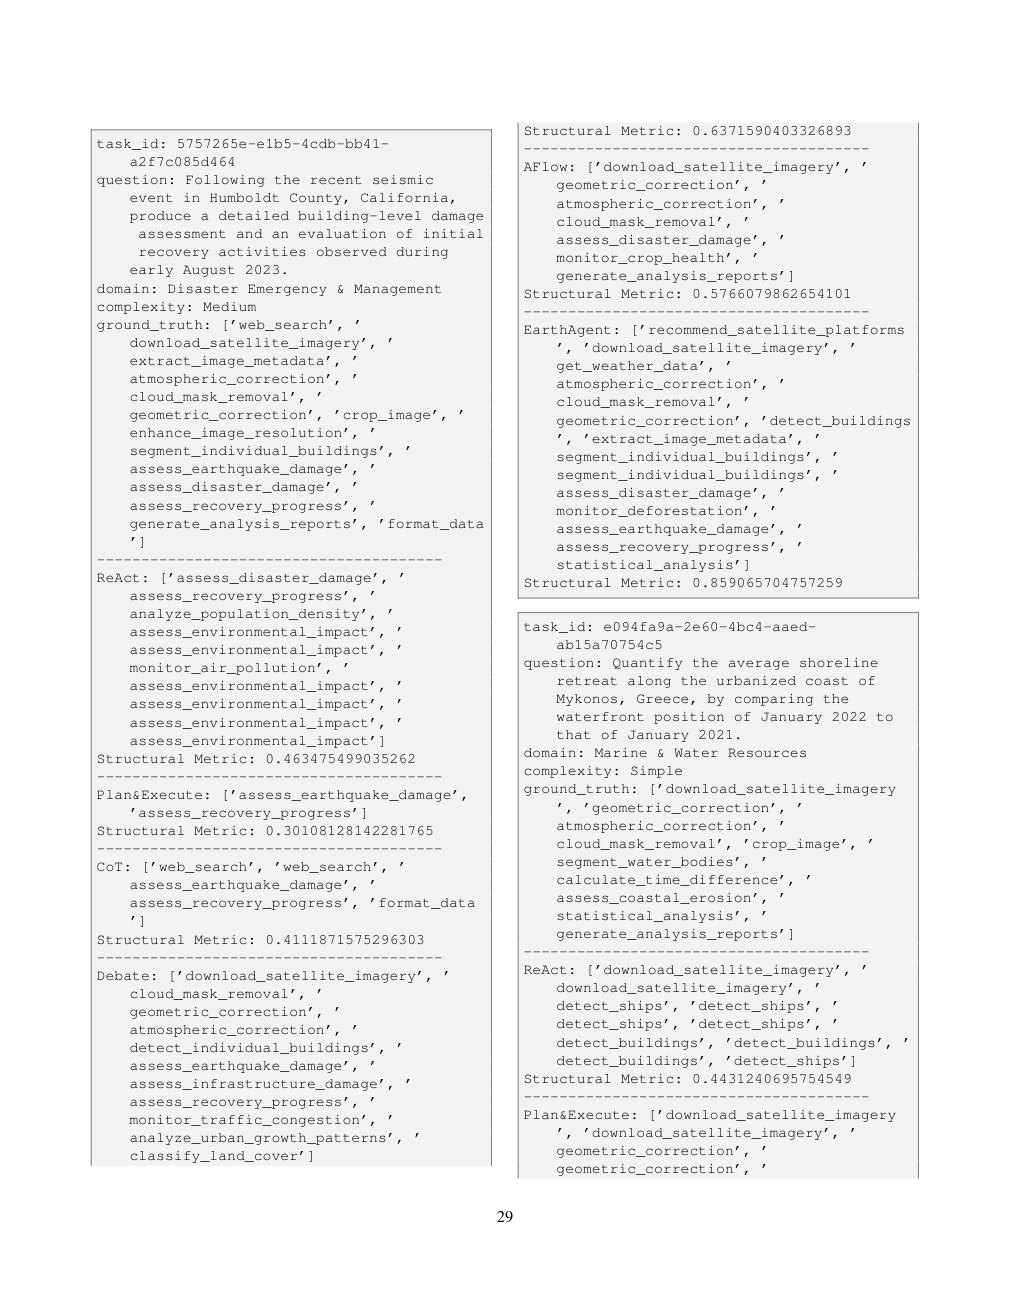 task_id: 5757265e-e1b5-4cdb-bb41-
a2f7c085d464
question: Following the recent seismic
event in Humboldt County, California,
produce a detailed building-level damage
assessment and an evaluation of initial
recovery activities observed during
early August 2023.
domain: Disaster Emergency & Management
complexity: Medium
ground_truth: ['web_search', '
download_satellite_imagery', '
extract_image_metadata', '
atmospheric_correction', '
cloud_mask_removal', '
geometric_correction', 'crop_image', '
enhance_image_resolution', '
segment_individual_buildings', '
assess_earthquake_damage', '
assess_disaster_damage', '
assess_recovery_progress', '
generate_analysis_reports', 'format_data
']
---------------------------------------
ReAct: ['assess_disaster_damage', '
assess_recovery_progress', '
analyze_population_density', '
assess_environmental_impact', '
assess_environmental_impact', '
monitor_air_pollution', '
assess_environmental_impact', '
assess_environmental_impact', '
assess_environmental_impact', '
assess_environmental_impact']
Structural Metric: 0.463475499035262
---------------------------------------
Plan&Execute: ['assess_earthquake_damage',
'assess_recovery_progress']
Structural Metric: 0.30108128142281765
---------------------------------------
CoT: ['web_search', 'web_search', '
assess_earthquake_damage', '
assess_recovery_progress', 'format_data
']
Structural Metric: 0.4111871575296303
---------------------------------------
Debate: ['download_satellite_imagery', '
cloud_mask_removal', '
geometric_correction', '
atmospheric_correction', '
detect_individual_buildings', '
assess_earthquake_damage', '
assess_infrastructure_damage', '
assess_recovery_progress', '
monitor_traffic_congestion', '
analyze_urban_growth_patterns', '
classify_land_cover']
Structural Metric: 0.6371590403326893
---------------------------------------
AFlow: ['download_satellite_imagery', '
geometric_correction', '
atmospheric_correction', '
cloud_mask_removal', '
assess_disaster_damage', '
monitor_crop_health', '
generate_analysis_reports']
Structural Metric: 0.5766079862654101
---------------------------------------
EarthAgent: ['recommend_satellite_platforms
', 'download_satellite_imagery', '
get_weather_data', '
atmospheric_correction', '
cloud_mask_removal', '
geometric_correction', 'detect_buildings
', 'extract_image_metadata', '
segment_individual_buildings', '
segment_individual_buildings', '
assess_disaster_damage', '
monitor_deforestation', '
assess_earthquake_damage', '
assess_recovery_progress', '
statistical_analysis']
Structural Metric: 0.859065704757259
task_id: e094fa9a-2e60-4bc4-aaed-
ab15a70754c5
question: Quantify the average shoreline
retreat along the urbanized coast of
Mykonos, Greece, by comparing the
waterfront position of January 2022 to
that of January 2021.
domain: Marine & Water Resources
complexity: Simple
ground_truth: ['download_satellite_imagery
', 'geometric_correction', '
atmospheric_correction', '
cloud_mask_removal', 'crop_image', '
segment_water_bodies', '
calculate_time_difference', '
assess_coastal_erosion', '
statistical_analysis', '
generate_analysis_reports']
---------------------------------------
ReAct: ['download_satellite_imagery', '
download_satellite_imagery', '
detect_ships', 'detect_ships', '
detect_ships', 'detect_ships', '
detect_buildings', 'detect_buildings', '
detect_buildings', 'detect_ships']
Structural Metric: 0.4431240695754549
---------------------------------------
Plan&Execute: ['download_satellite_imagery
', 'download_satellite_imagery', '
geometric_correction', '
geometric_correction', '
29